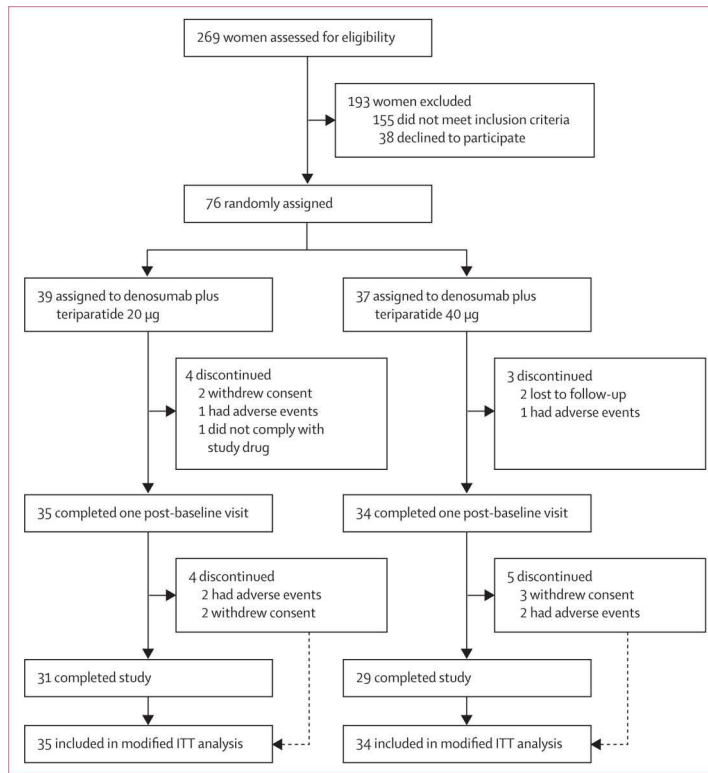 269 women assessed for eligibility
193 women excluded
155 did not meet inclusion criteria
38 declined to participate
76 randomly assigned
39 assigned to denosumab plus
teriparatide 20 µg
37 assigned to denosumab plus
teriparatide 40 µg
4 discontinued
2 withdrew consent
1 had adverse events
1 did not comply with
study drug
3 discontinued
2 lost to follow-up
1 had adverse events
35 completed one post-baseline visit
34 completed one post-baseline visit
4 discontinued
2 had adverse events
2 withdrew consent
5 discontinued
3 withdrew consent
2 had adverse events
31 completed study
29 completed study
35 included in modified ITT analysis
34 included in modified ITT analysis